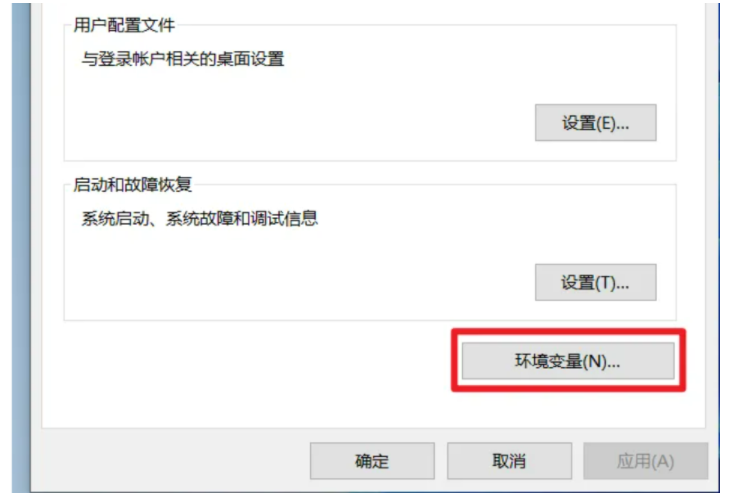 用户配置文件
与登录帐户相关的桌面设置
设置(E)...
启动和故障恢复
系统启动、系统故障和调试信息
设置(T)...
环境变量(N)...
确定 取消 应用(A)